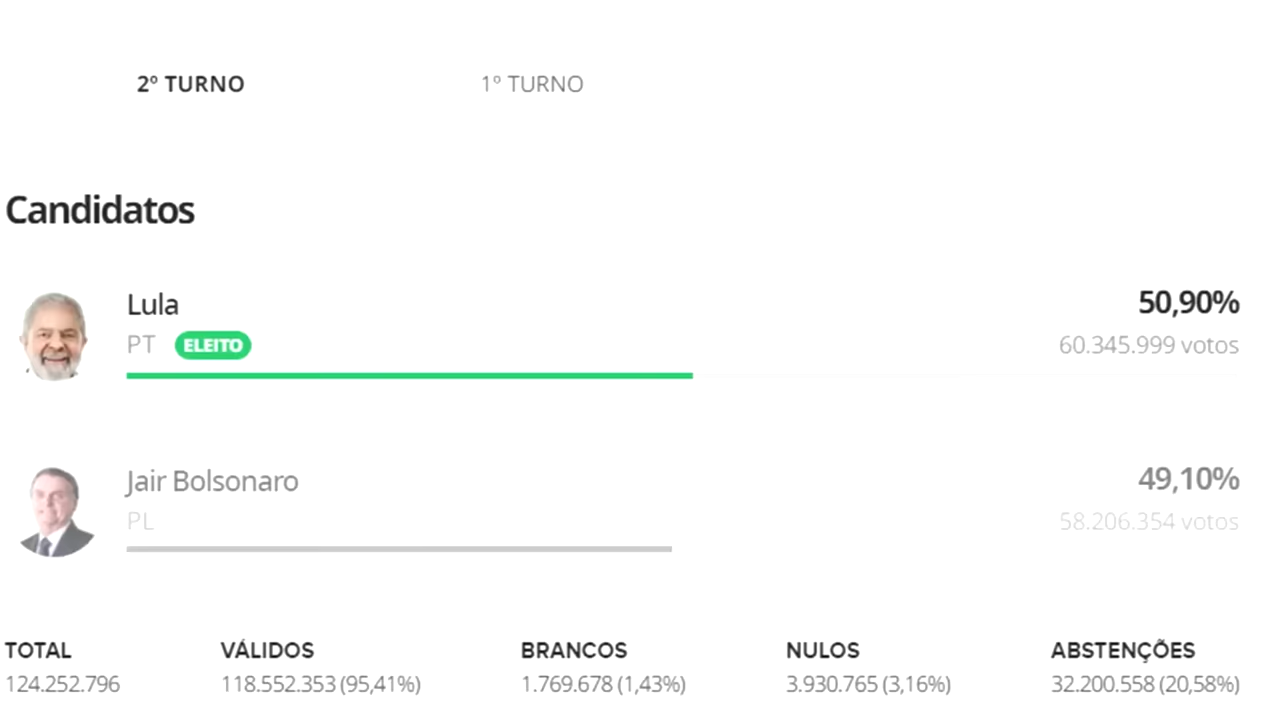 2º TURNO 1º TURNO
Candidatos
Lula 50,90%
PT ELEITO 60.345.999 votos
Jair Bolsonaro 49,10%
PL 58.206.354 votos
TOTAL VÁLIDOS BRANCOS NULOS ABSTENÇÕES
124.252.796 118.552.353 (95,41%) 1.769.678 (1,43%) 3.930.765 (3,16%) 32.200.558 (20,58%)